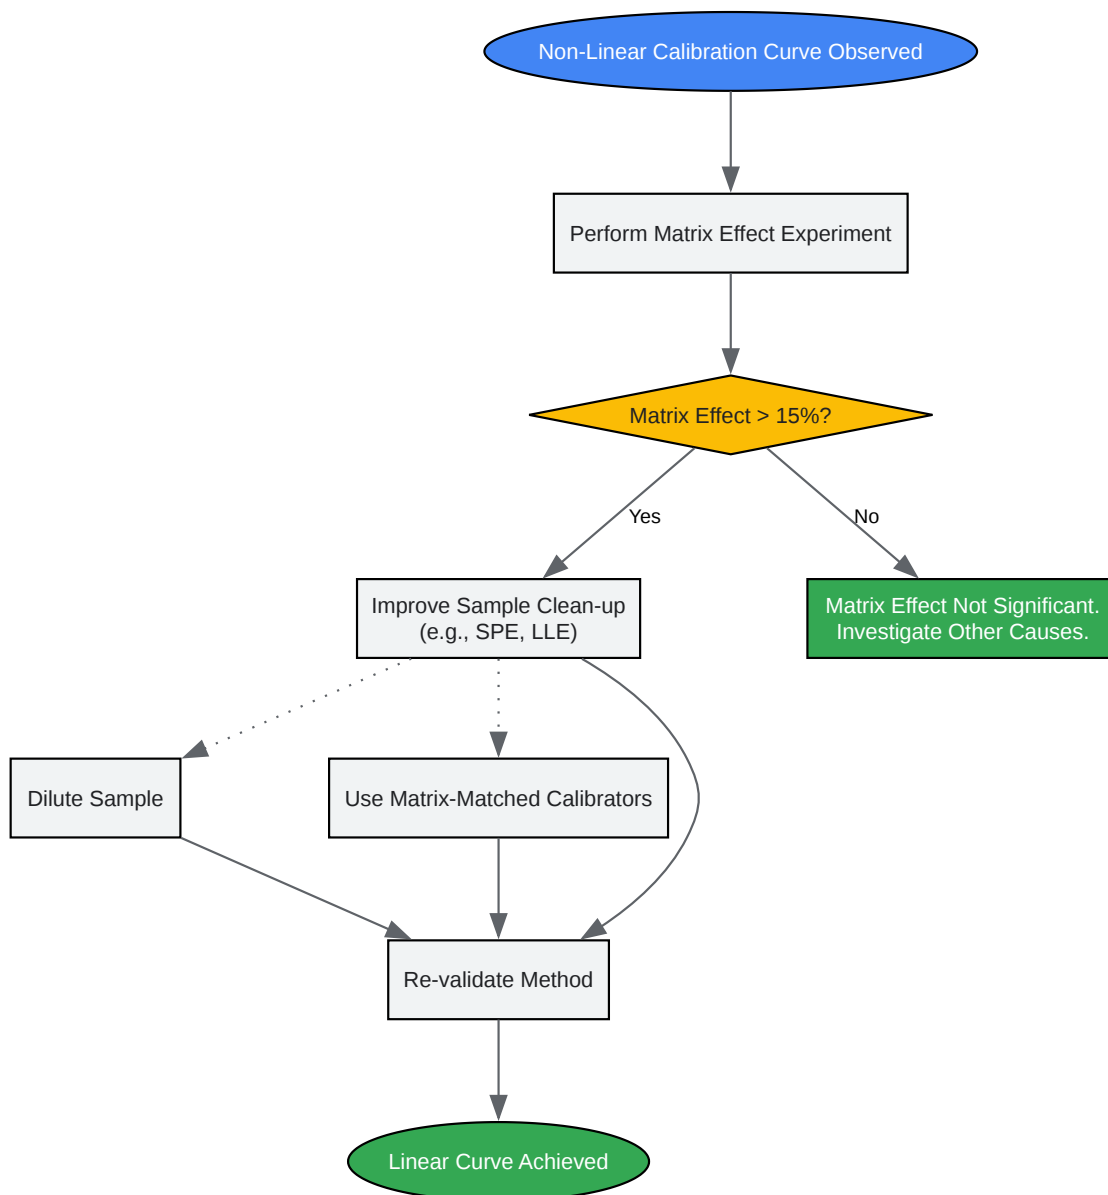 Non-Linear Calibration Curve Observed
Perform Matrix Effect Experiment
Matrix Effect > 15%?
Yes
No
Improve Sample Clean-up
(e.g., SPE, LLE)
Matrix Effect Not Significant.
Investigate Other Causes.
Dilute Sample
Use Matrix-Matched Calibrators
Re-validate Method
Linear Curve Achieved